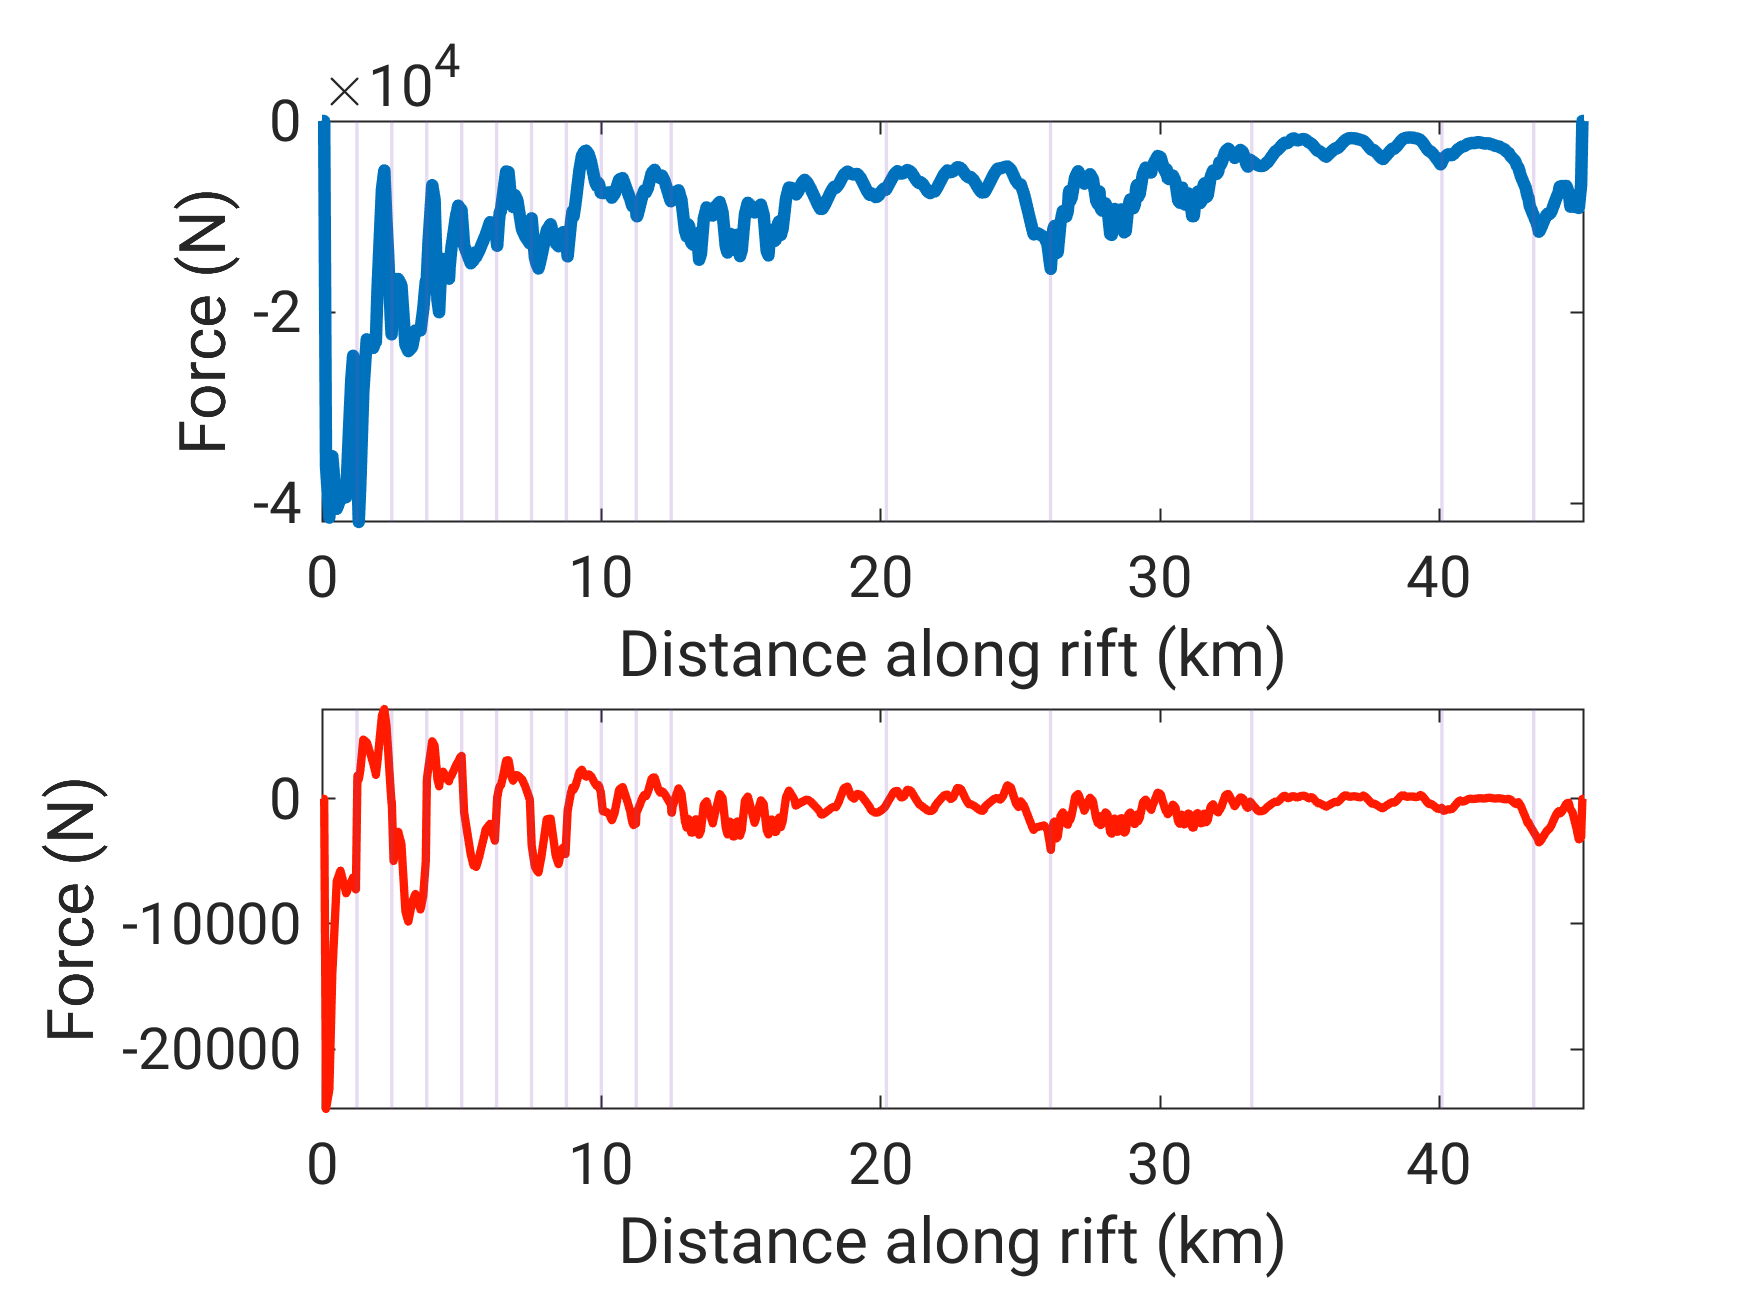 ×10^4
0
-2
-4
Force (N)
0 10 20 30 40
Distance along rift (km)
0
-10000
-20000
Force (N)
0 10 20 30 40
Distance along rift (km)